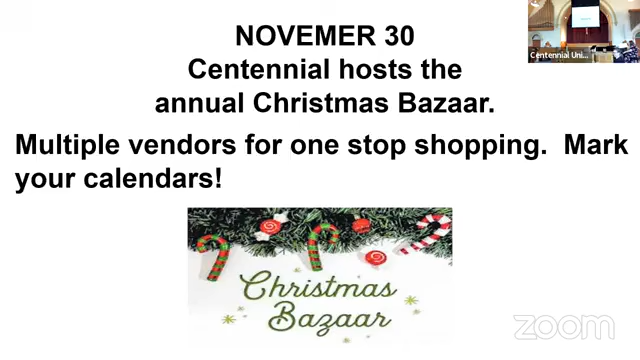 NOVEMER 30
Centennial hosts the
annual Christmas Bazaar.
Multiple vendors for one stop shopping.  Mark
your calendars!
Christmas
Bazaar
Centennial Uni...
zoom